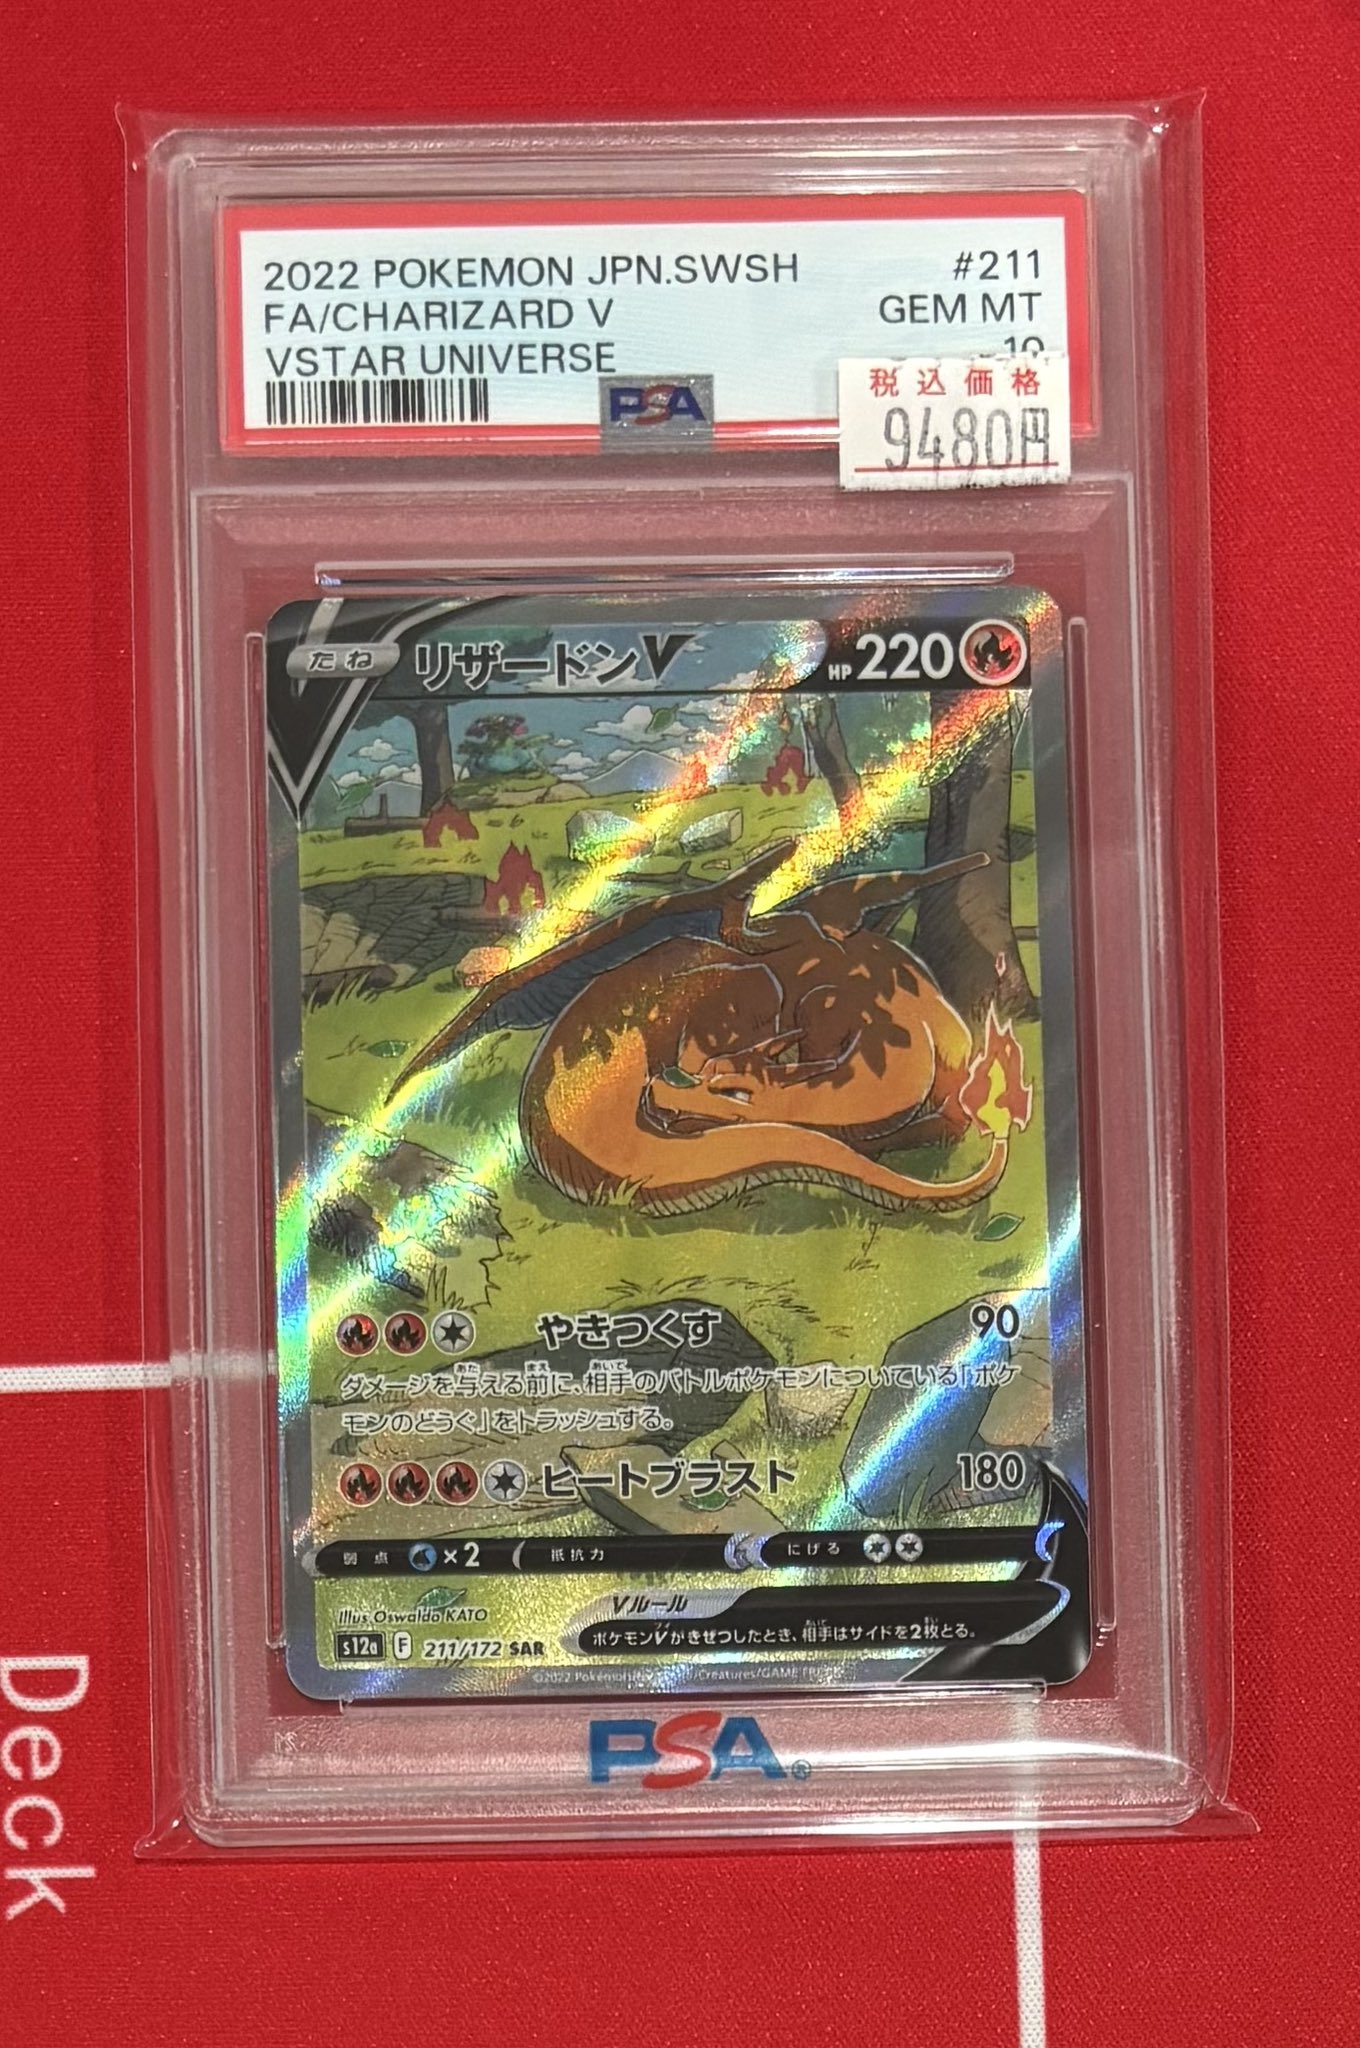 2022 POKEMON JPN.SWSH #211
FA/CHARIZARD V GEM MT
VSTAR UNIVERSE 10
PSA
税込価格
9480円
たね リザードンV HP220
やきつくす 90
ダメージを与える前に、相手のバトルポケモンについている「ポケ
モンのどうぐ」をトラッシュする。
ヒートブラスト 180
弱点 ×2 抵抗力 にげる
Illus. Oswaldo KATO
Vルール
ポケモンVがきぜつしたとき、相手はサイドを2枚とる。
s12a F 211/172 SAR
©2022 Pokémon
/Creatures/GAME
PSA®
Deck